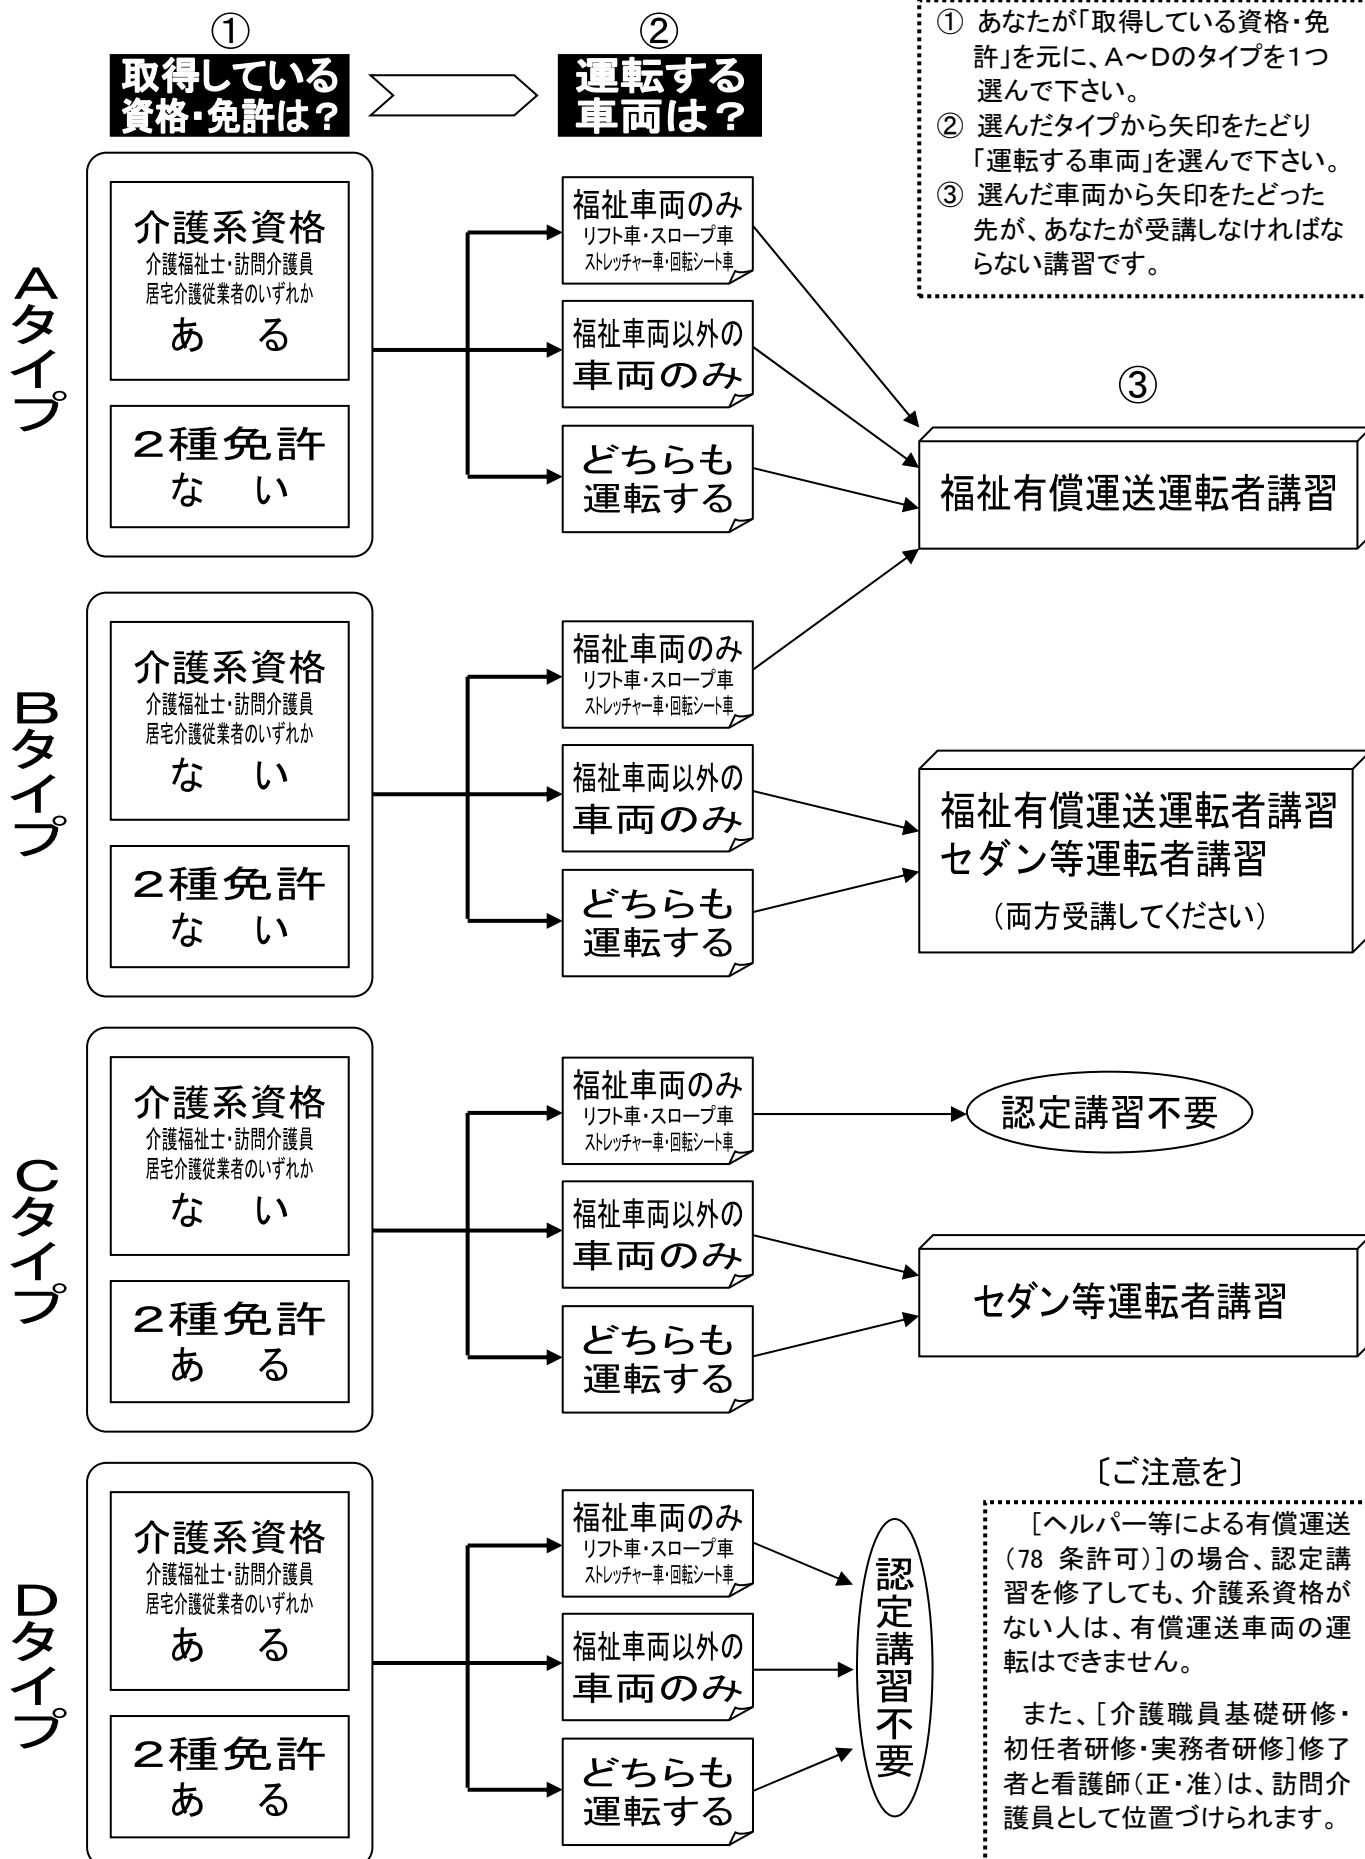 ①
取得している
資格・免許は？
②
運転する
車両は？
① あなたが「取得している資格・免
許」を元に、A～Dのタイプを1つ
選んで下さい。
② 選んだタイプから矢印をたどり
「運転する車両」を選んで下さい。
③ 選んだ車両から矢印をたどった
先が、あなたが受講しなければな
らない講習です。
Aタイプ
介護系資格
介護福祉士・訪問介護員
居宅介護従業者のいずれか
あ る
2種免許
な い
福祉車両のみ
リフト車・スロープ車
ストレッチャー車・回転シート車
福祉車両以外の
車両のみ
どちらも
運転する
③
福祉有償運送運転者講習
Bタイプ
介護系資格
介護福祉士・訪問介護員
居宅介護従業者のいずれか
な い
2種免許
な い
福祉車両のみ
リフト車・スロープ車
ストレッチャー車・回転シート車
福祉車両以外の
車両のみ
どちらも
運転する
福祉有償運送運転者講習
セダン等運転者講習
（両方受講してください）
Cタイプ
介護系資格
介護福祉士・訪問介護員
居宅介護従業者のいずれか
な い
2種免許
あ る
福祉車両のみ
リフト車・スロープ車
ストレッチャー車・回転シート車
福祉車両以外の
車両のみ
どちらも
運転する
認定講習不要
セダン等運転者講習
Dタイプ
介護系資格
介護福祉士・訪問介護員
居宅介護従業者のいずれか
あ る
2種免許
あ る
福祉車両のみ
リフト車・スロープ車
ストレッチャー車・回転シート車
福祉車両以外の
車両のみ
どちらも
運転する
認定講習不要
〔ご注意を〕
［ヘルパー等による有償運送
（78 条許可）］の場合、認定講
習を修了しても、介護系資格が
ない人は、有償運送車両の運
転はできません。
また、［介護職員基礎研修・
初任者研修・実務者研修］修了
者と看護師（正・准）は、訪問介
護員として位置づけられます。